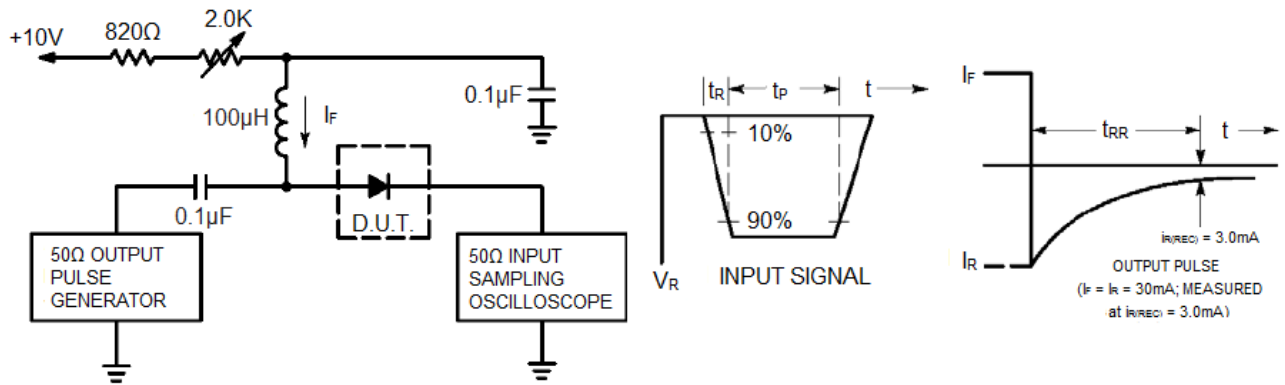 +10V
820Ω
2.0K
100μH
IF
0.1μF
0.1μF
D.U.T.
50Ω OUTPUT
PULSE
GENERATOR
50Ω INPUT
SAMPLING
OSCILLOSCOPE
tR
tP
t
10%
90%
VR
INPUT SIGNAL
IF
tRR
t
IR
iR(REC) = 3.0mA
OUTPUT PULSE
(IF = IR = 30mA; MEASURED
at iR(REC) = 3.0mA)